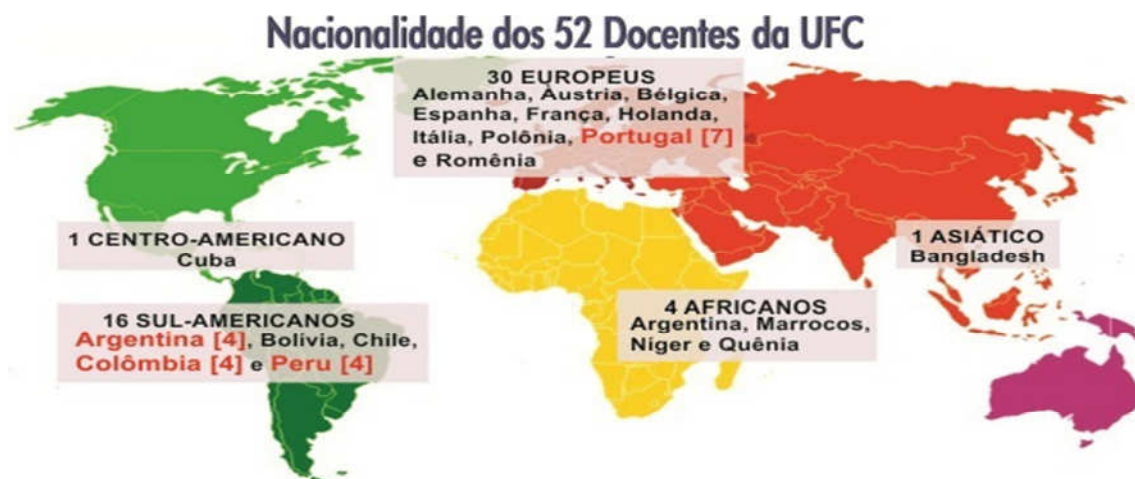 Nacionalidade dos 52 Docentes da UFC
30 EUROPEUS
Alemanha, Áustria, Bélgica,
Espanha, França, Holanda,
Itália, Polônia, Portugal [7]
e Romênia
1 CENTRO-AMERICANO
Cuba
1 ASIÁTICO
Bangladesh
16 SUL-AMERICANOS
Argentina [4], Bolívia, Chile,
Colômbia [4] e Peru [4]
4 AFRICANOS
Argentina, Marrocos,
Níger e Quênia